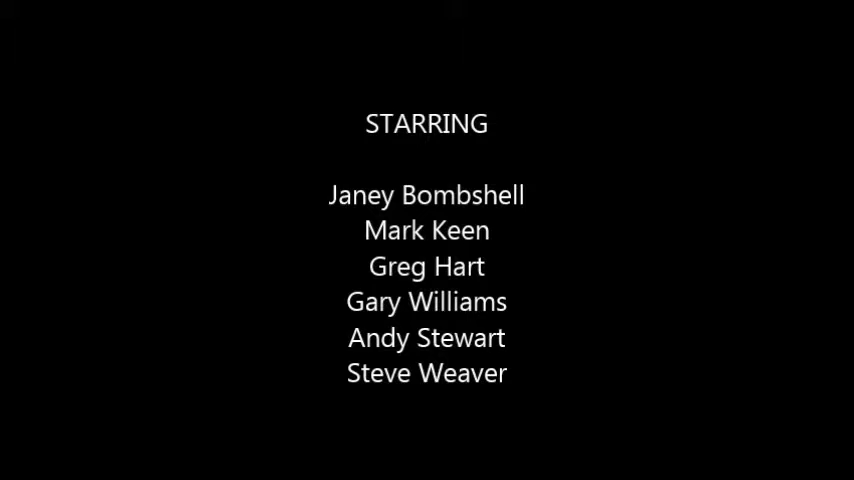 STARRING
Janey Bombshell
Mark Keen
Greg Hart
Gary Williams
Andy Stewart
Steve Weaver